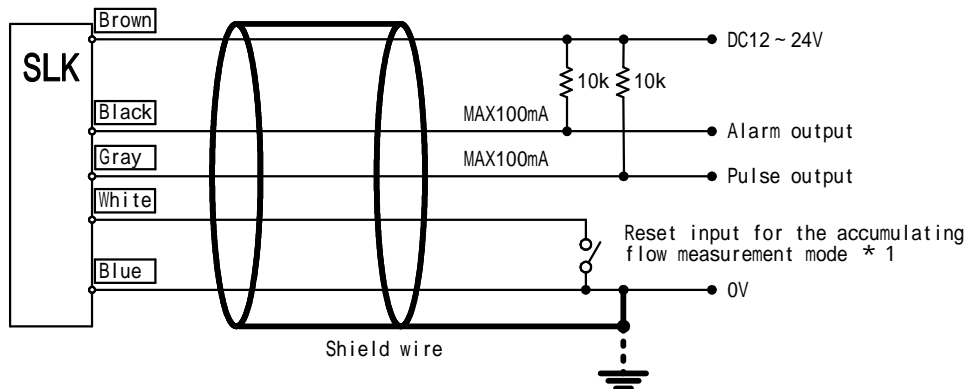 Brown
DC12～24V
SLK
10k 10k
Black
MAX100mA
Alarm output
Gray
MAX100mA
Pulse output
White
Reset input for the accumulating
flow measurement mode ＊1
Blue
0V
Shield wire